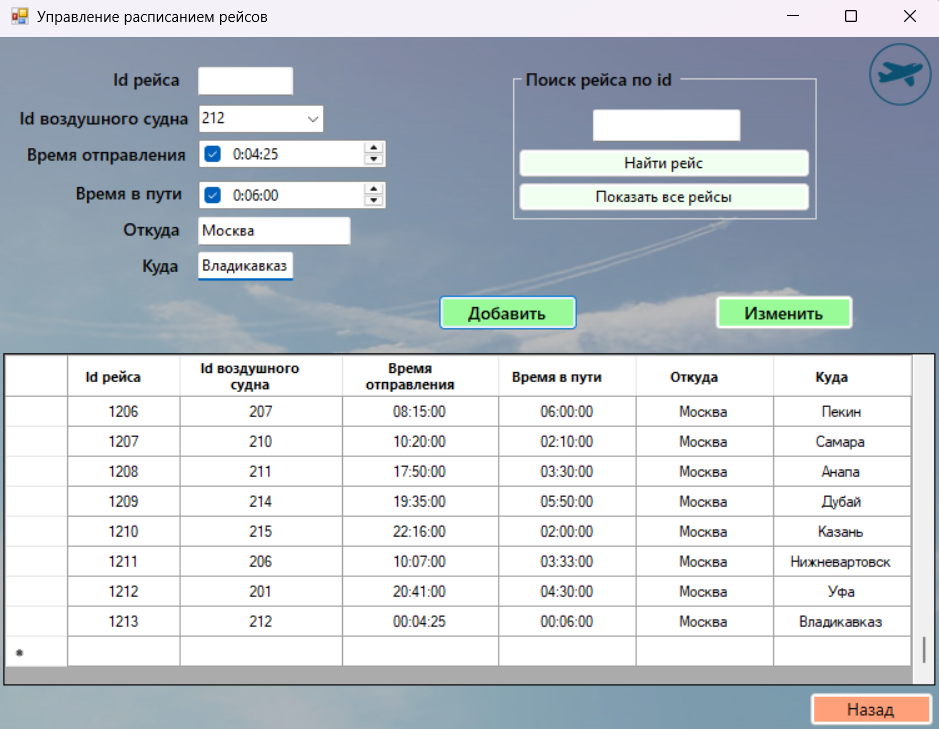 Управление расписанием рейсов
Id рейса
Id воздушного судна 212
Время отправления 0:04:25
Время в пути 0:06:00
Откуда Москва
Куда Владикавказ
Поиск рейса по id
Найти рейс
Показать все рейсы
Добавить Изменить
Id рейса Id воздушного судна Время отправления Время в пути Откуда Куда
1206 207 08:15:00 06:00:00 Москва Пекин
1207 210 10:20:00 02:10:00 Москва Самара
1208 211 17:50:00 03:30:00 Москва Анапа
1209 214 19:35:00 05:50:00 Москва Дубай
1210 215 22:16:00 02:00:00 Москва Казань
1211 206 10:07:00 03:33:00 Москва Нижневартовск
1212 201 20:41:00 04:30:00 Москва Уфа
1213 212 00:04:25 00:06:00 Москва Владикавказ
*
Назад